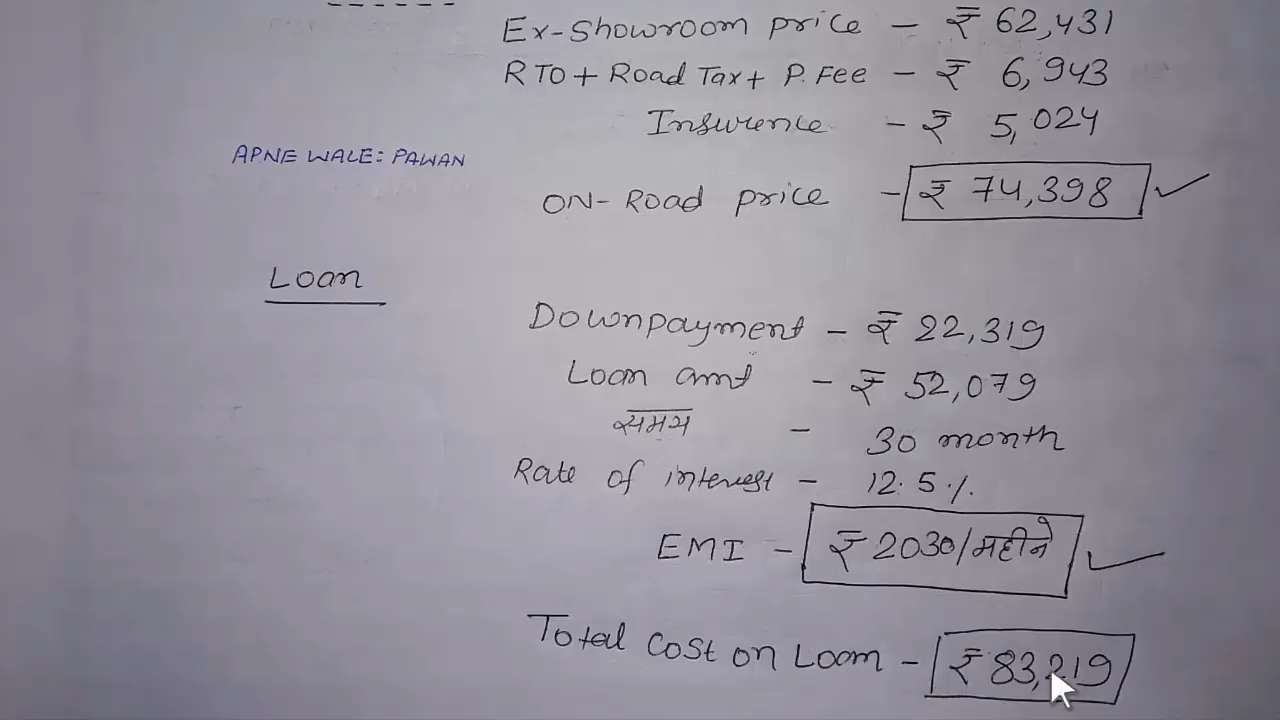 Ex-Showroom price - ₹ 62,431
RTO + Road Tax + P. Fee - ₹ 6,943
Insurence - ₹ 5,024
APNE WALE: PAWAN
ON-Road price - ₹ 74,398
Loan
Downpayment - ₹ 22,319
Loan amt - ₹ 52,079
समय - 30 month
Rate of interest - 12.5%
EMI - ₹ 2030/महीने
Total Cost on Loan - ₹ 83,219